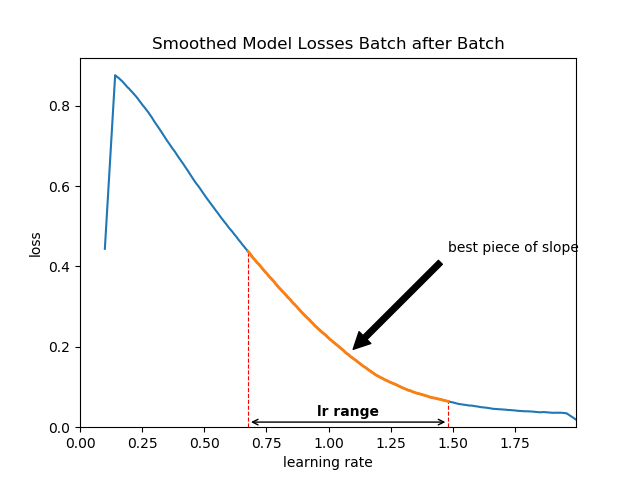 Smoothed Model Losses Batch after Batch
0.8
0.6
loss
0.4
best piece of slope
0.2
lr range
0.0
0.00 0.25 0.50 0.75 1.00 1.25 1.50 1.75
learning rate